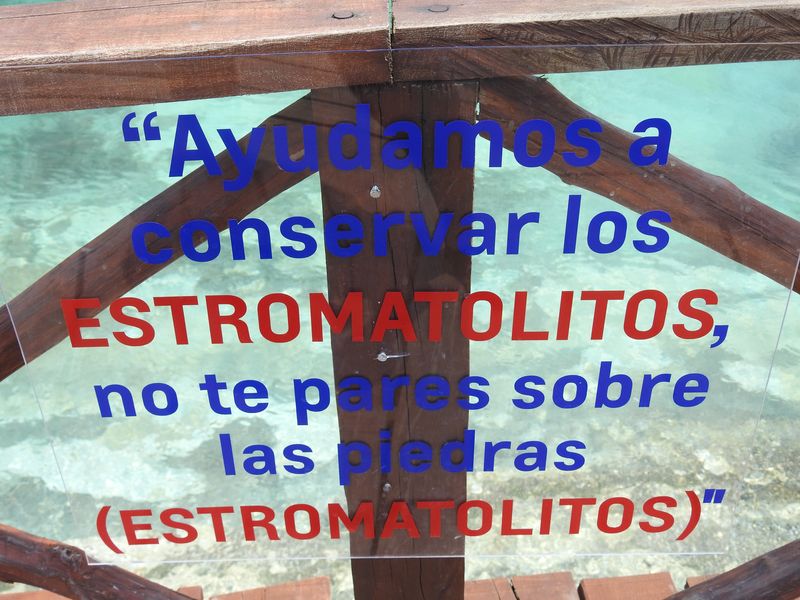 “Ayudamos a
conservar los
ESTROMATOLITOS,
no te pares sobre
las piedras
(ESTROMATOLITOS)"